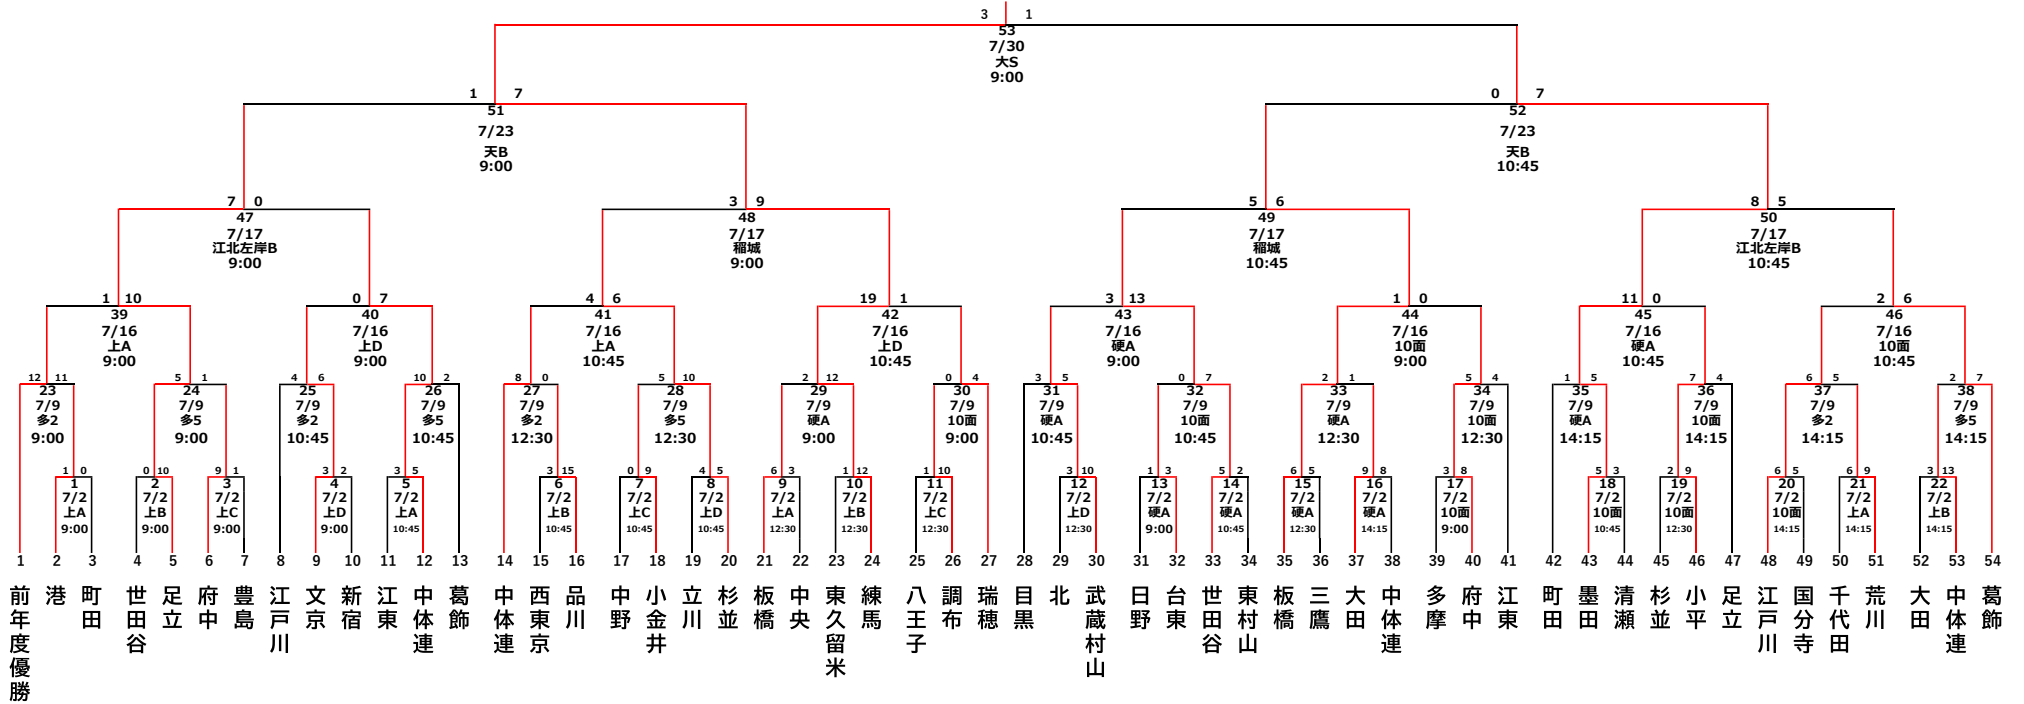 3 1
53
7/30
大S
9:00
1 7
51
7/23
天B
9:00
0 7
52
7/23
天B
10:45
7 0
47
7/17
江北左岸B
9:00
3 9
48
7/17
稲城
9:00
5 6
49
7/17
稲城
10:45
8 5
50
7/17
江北左岸B
10:45
1 10
39
7/16
上A
9:00
0 7
40
7/16
上D
9:00
4 6
41
7/16
上A
10:45
19 1
42
7/16
上D
10:45
3 13
43
7/16
硬A
9:00
1 0
44
7/16
10面
9:00
11 0
45
7/16
硬A
10:45
2 6
46
7/16
10面
10:45
12 11
23
7/9
多2
9:00
5 1
24
7/9
多5
9:00
4 6
25
7/9
多2
10:45
10 2
26
7/9
多5
10:45
8 0
27
7/9
多2
12:30
5 10
28
7/9
多5
12:30
2 12
29
7/9
硬A
9:00
0 4
30
7/9
10面
9:00
3 5
31
7/9
硬A
10:45
0 7
32
7/9
10面
10:45
2 1
33
7/9
硬A
12:30
5 4
34
7/9
10面
12:30
1 5
35
7/9
硬A
14:15
7 4
36
7/9
10面
14:15
6 5
37
7/9
多2
14:15
2 7
38
7/9
多5
14:15
1 0
1
7/2
上A
9:00
0 10
2
7/2
上B
9:00
9 1
3
7/2
上C
9:00
3 2
4
7/2
上D
9:00
3 5
5
7/2
上A
10:45
3 15
6
7/2
上B
10:45
0 9
7
7/2
上C
10:45
4 5
8
7/2
上D
10:45
6 3
9
7/2
上A
12:30
1 12
10
7/2
上B
12:30
1 10
11
7/2
上C
12:30
3 10
12
7/2
上D
12:30
1 3
13
7/2
硬A
9:00
5 2
14
7/2
硬A
10:45
6 5
15
7/2
硬A
12:30
9 8
16
7/2
硬A
14:15
3 8
17
7/2
10面
9:00
5 3
18
7/2
10面
10:45
2 9
19
7/2
10面
12:30
6 5
20
7/2
10面
14:15
6 9
21
7/2
上A
14:15
3 13
22
7/2
上B
14:15
1 2 3 4 5 6 7 8 9 10 11 12 13 14 15 16 17 18 19 20 21 22 23 24 25 26 27 28 29 30 31 32 33 34 35 36 37 38 39 40 41 42 43 44 45 46 47 48 49 50 51 52 53 54
前年度優勝
港
町田
世田谷
足立
府中
豊島
江戸川
文京
新宿
江東
中体連
葛飾
中体連
西東京
品川
中野
小金井
立川
杉並
板橋
中央
東久留米
練馬
八王子
調布
瑞穂
目黒
北
武蔵村山
日野
台東
世田谷
東村山
板橋
三鷹
大田
中体連
多摩
府中
江東
町田
墨田
清瀬
杉並
小平
足立
江戸川
国分寺
千代田
荒川
大田
中体連
葛飾